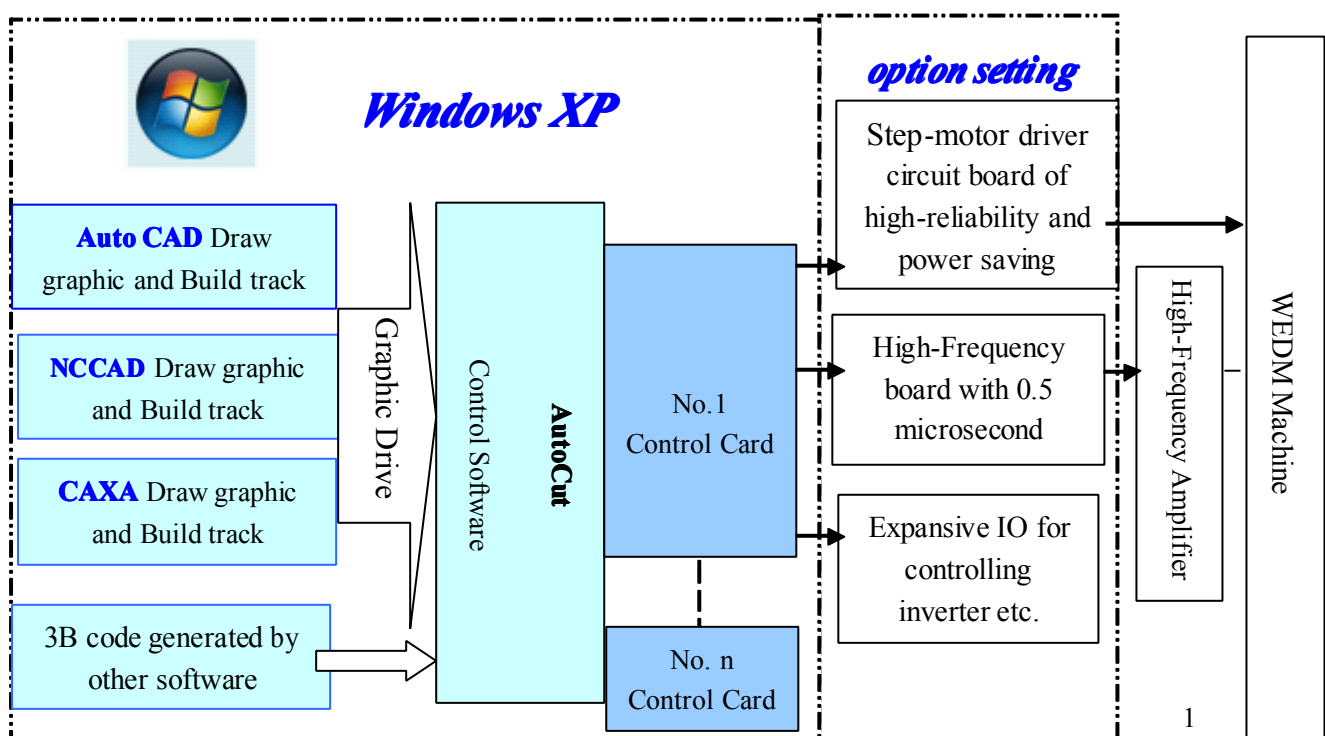 Windows XP
option setting
Auto CAD Draw
graphic and Build track
NCCAD Draw graphic
and Build track
CAXA Draw graphic
and Build track
3B code generated by
other software
Graphic Drive
Control Software
AutoCut
No.1
Control Card
No. n
Control Card
Step-motor driver
circuit board of
high-reliability and
power saving
High-Frequency
board with 0.5
microsecond
Expansive IO for
controlling
inverter etc.
High-Frequency Amplifier
WEDM Machine
1